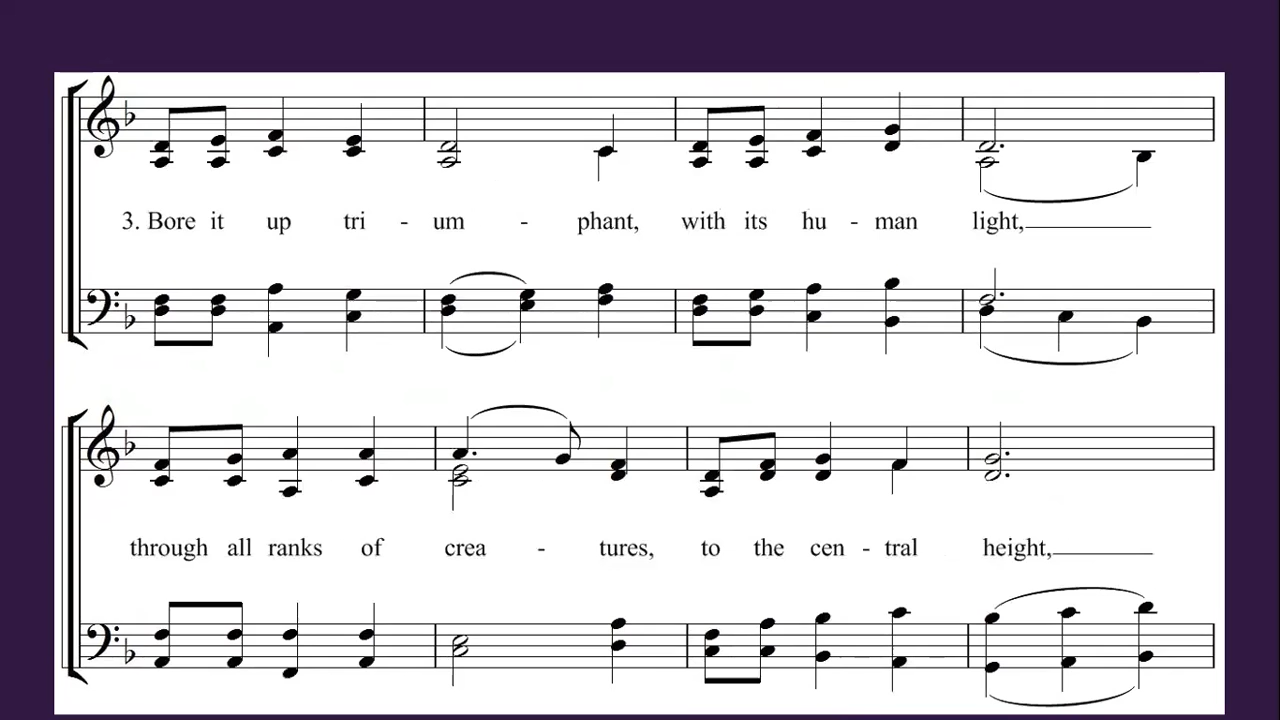 3. Bore it up tri - um - phant, with its hu - man light,
through all ranks of crea - tures, to the cen - tral height,